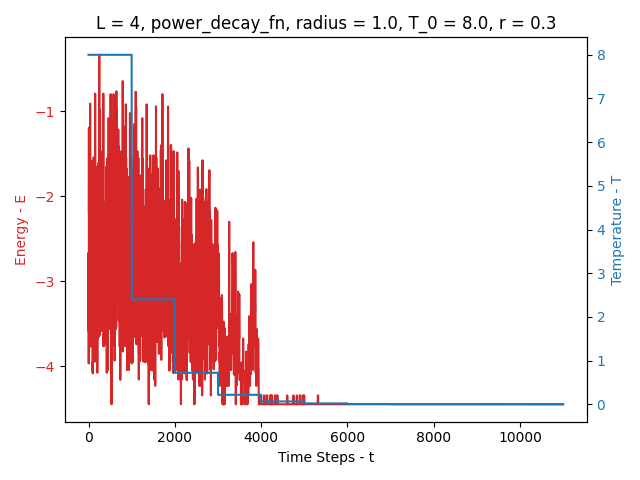 L = 4, power_decay_fn, radius = 1.0, T_0 = 8.0, r = 0.3
Energy - E
−1
−2
−3
−4
8
7
6
5
4
3
2
1
0
Temperature - T
0 2000 4000 6000 8000 10000
Time Steps - t